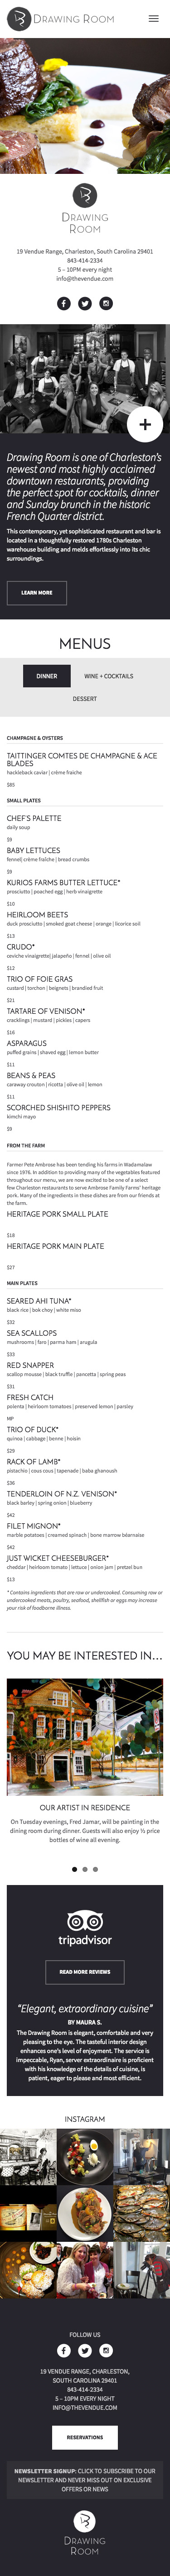 DRAWING ROOM
DRAWING
ROOM
19 Vendue Range, Charleston, South Carolina 29401
843-414-2334
5 – 10PM every night
info@thevendue.com
Drawing Room is one of Charleston's
newest and most highly acclaimed
downtown restaurants, providing
the perfect spot for cocktails, dinner
and Sunday brunch in the historic
French Quarter district.
This contemporary, yet sophisticated restaurant and bar is
located in a thoughtfully restored 1780s Charleston
warehouse building and melds effortlessly into its chic
surroundings.
LEARN MORE
MENUS
DINNER
WINE + COCKTAILS
DESSERT
CHAMPAGNE & OYSTERS
TAITTINGER COMTES DE CHAMPAGNE & ACE
BLADES
hackleback caviar | crème fraiche
$85
SMALL PLATES
CHEF'S PALETTE
daily soup
$9
BABY LETTUCES
fennel| crème fraîche | bread crumbs
$9
KURIOS FARMS BUTTER LETTUCE*
prosciutto | poached egg | herb vinaigrette
$10
HEIRLOOM BEETS
duck prosciutto | smoked goat cheese | orange | licorice soil
$13
CRUDO*
ceviche vinaigrette| jalapeño | fennel | olive oil
$12
TRIO OF FOIE GRAS
custard | torchon | beignets | brandied fruit
$21
TARTARE OF VENISON*
cracklings | mustard | pickles | capers
$16
ASPARAGUS
puffed grains | shaved egg | lemon butter
$11
BEANS & PEAS
caraway crouton | ricotta | olive oil | lemon
$11
SCORCHED SHISHITO PEPPERS
kimchi mayo
$9
FROM THE FARM
Farmer Pete Ambrose has been tending his farms in Wadamalaw
since 1976. In addition to providing many of the vegetables featured
throughout our menu, we are now excited to be one of a select
few Charleston restaurants to serve Ambrose Family Farms' heritage
pork. Many of the ingredients in these dishes are from our friends at
the farm.
HERITAGE PORK SMALL PLATE
$18
HERITAGE PORK MAIN PLATE
$27
MAIN PLATES
SEARED AHI TUNA*
black rice | bok choy | white miso
$32
SEA SCALLOPS
mushrooms | faro | parma ham | arugula
$33
RED SNAPPER
scallop mousse | black truffle | pancetta | spring peas
$31
FRESH CATCH
polenta | heirloom tomatoes | preserved lemon | parsley
MP
TRIO OF DUCK*
quinoa | cabbage | benne | hoisin
$29
RACK OF LAMB*
pistachio | cous cous | tapenade | baba ghanoush
$36
TENDERLOIN OF N.Z. VENISON*
black barley | spring onion | blueberry
$42
FILET MIGNON*
marble potatoes | creamed spinach | bone marrow béarnaise
$42
JUST WICKET CHEESEBURGER*
cheddar | heirloom tomato | lettuce | onion jam | pretzel bun
$13
* Contains ingredients that are raw or undercooked. Consuming raw or
undercooked meats, poultry, seafood, shellfish or eggs may increase
your risk of foodborne illness.
YOU MAY BE INTERESTED IN...
OUR ARTIST IN RESIDENCE
On Tuesday evenings, Fred Jamar, will be painting in the
dining room during dinner. Guests will also enjoy ½ price
bottles of wine all evening.
tripadvisor
READ MORE REVIEWS
"Elegant, extraordinary cuisine"
BY MAURA S.
The Drawing Room is elegant, comfortable and very
pleasing to the eye. The tasteful interior design
enhances one's level of enjoyment. The service is
impeccable, Ryan, server extraordinaire is proficient
with his knowledge of the details of cuisine, is
patient, eager to please and most efficient.
INSTAGRAM
FOLLOW US
19 VENDUE RANGE, CHARLESTON,
SOUTH CAROLINA 29401
843-414-2334
5 – 10PM EVERY NIGHT
INFO@THEVENDUE.COM
RESERVATIONS
NEWSLETTER SIGNUP: CLICK TO SUBSCRIBE TO OUR
NEWSLETTER AND NEVER MISS OUT ON EXCLUSIVE
OFFERS OR NEWS
DRAWING
ROOM